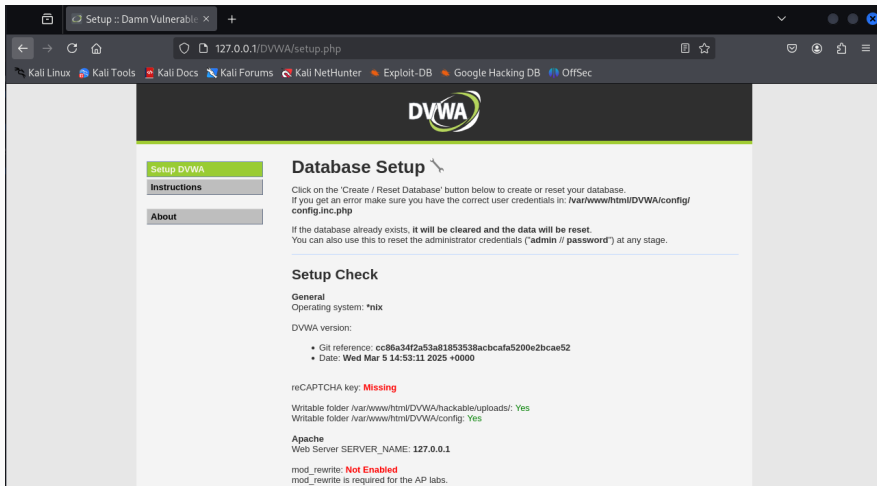 Setup :: Damn Vulnerable
127.0.0.1/DVWA/setup.php
Kali Linux Kali Tools Kali Docs Kali Forums Kali NetHunter Exploit-DB Google Hacking DB OffSec
DVWA
Setup DVWA
Instructions
About
Database Setup
Click on the 'Create / Reset Database' button below to create or reset your database.
If you get an error make sure you have the correct user credentials in: /var/www/html/DVWA/config/
config.inc.php
If the database already exists, it will be cleared and the data will be reset.
You can also use this to reset the administrator credentials ("admin // password") at any stage.
Setup Check
General
Operating system: *nix
DVWA version:
• Git reference: cc86a34f2a53a81853538acbcafa5200e2bcae52
• Date: Wed Mar 5 14:53:11 2025 +0000
reCAPTCHA key: Missing
Writable folder /var/www/html/DVWA/hackable/uploads/: Yes
Writable folder /var/www/html/DVWA/config: Yes
Apache
Web Server SERVER_NAME: 127.0.0.1
mod_rewrite: Not Enabled
mod_rewrite is required for the AP labs.